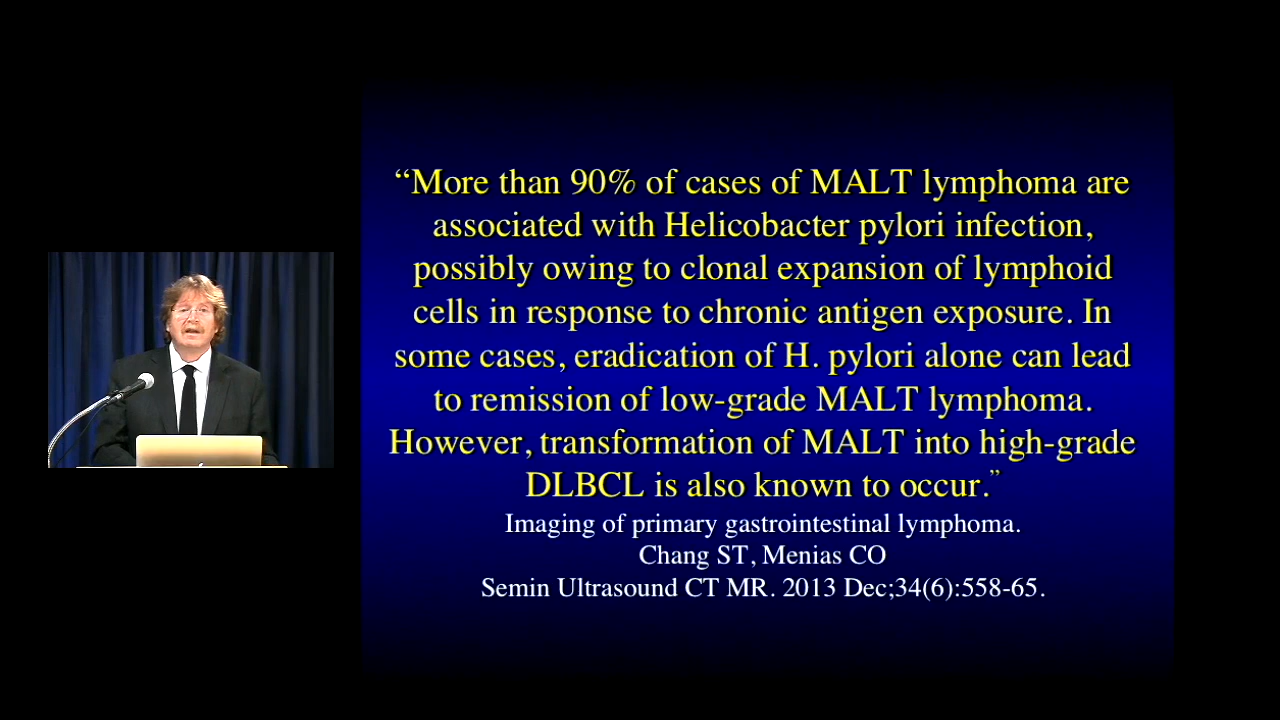 “More than 90% of cases of MALT lymphoma are
associated with Helicobacter pylori infection,
possibly owing to clonal expansion of lymphoid
cells in response to chronic antigen exposure. In
some cases, eradication of H. pylori alone can lead
to remission of low-grade MALT lymphoma.
However, transformation of MALT into high-grade
DLBCL is also known to occur.”
Imaging of primary gastrointestinal lymphoma.
Chang ST, Menias CO
Semin Ultrasound CT MR. 2013 Dec;34(6):558-65.